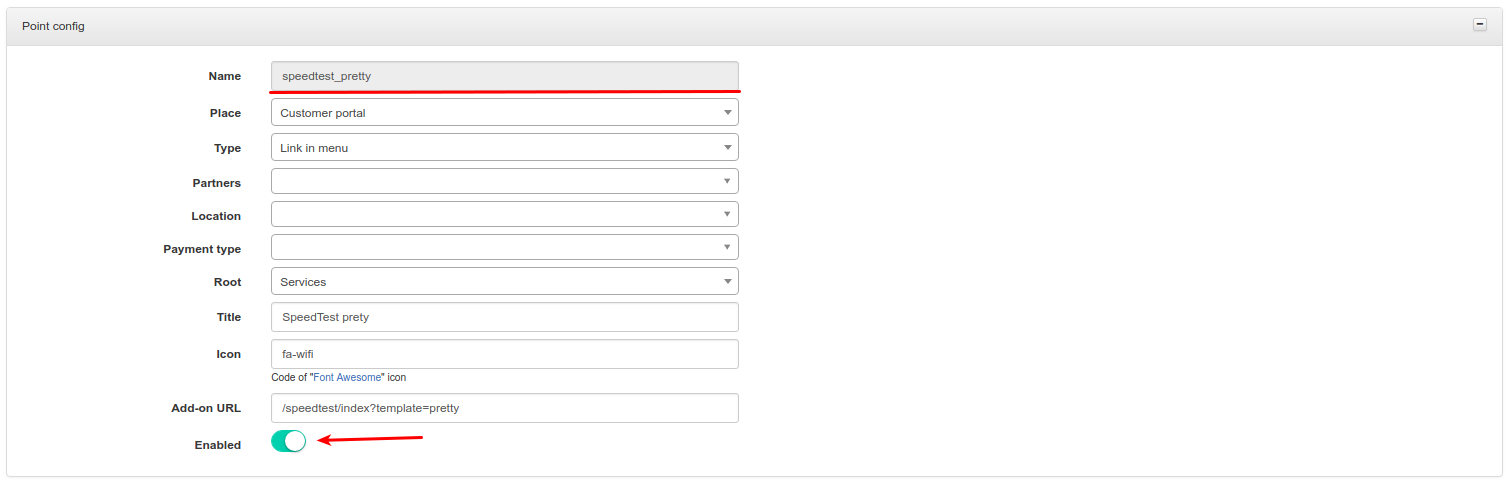 Point config
Name speedtest_pretty
Place Customer portal
Type Link in menu
Partners
Location
Payment type
Root Services
Title SpeedTest prety
Icon fa-wifi
Code of "Font Awesome" icon
Add-on URL /speedtest/index?template=pretty
Enabled